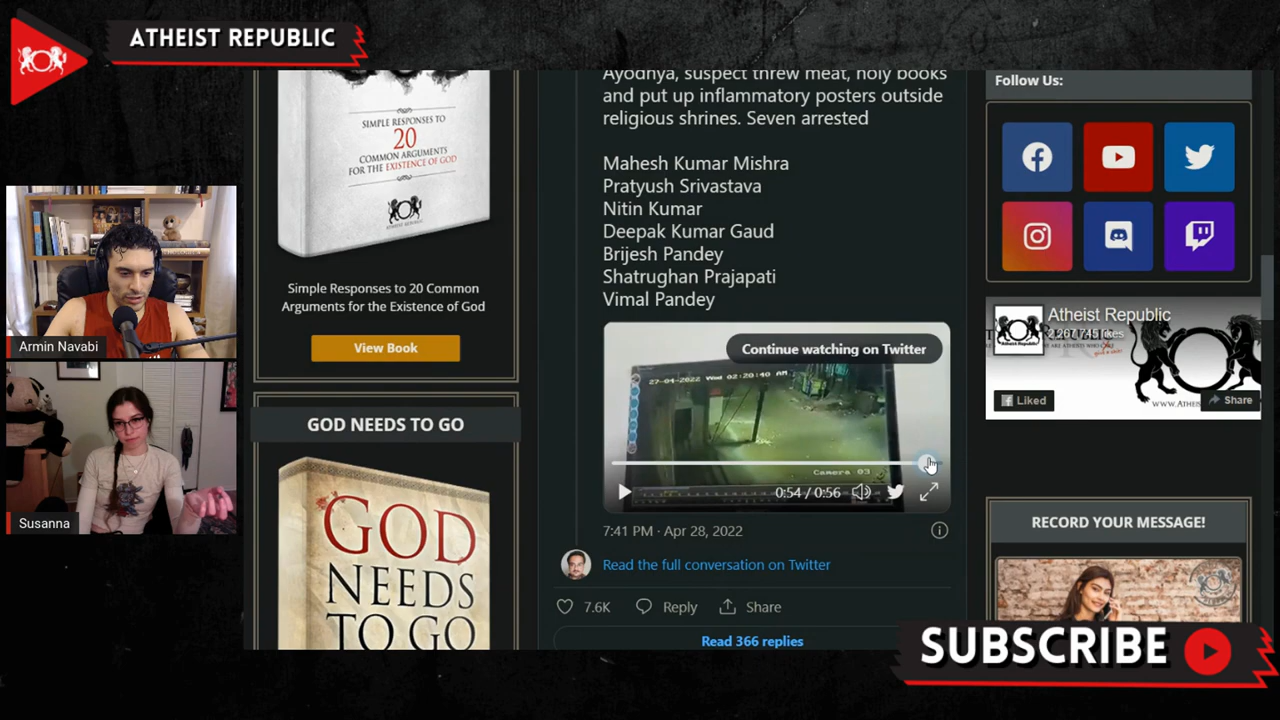 ATHEIST REPUBLIC
Armin Navabi
Susanna
SIMPLE RESPONSES TO
20
COMMON ARGUMENTS
FOR THE EXISTENCE OF GOD
Simple Responses to 20 Common
Arguments for the Existence of God
View Book
GOD NEEDS TO GO
GOD
NEEDS
TO GO
Ayodhya, suspect threw meat, holy books
and put up inflammatory posters outside
religious shrines. Seven arrested
Mahesh Kumar Mishra
Pratyush Srivastava
Nitin Kumar
Deepak Kumar Gaud
Brijesh Pandey
Shatrughan Prajapati
Vimal Pandey
Continue watching on Twitter
27-04-2022 Wed 02:20:40 AM
Camera 03
0:54 / 0:56
7:41 PM · Apr 28, 2022
Read the full conversation on Twitter
7.6K
Reply
Share
Read 366 replies
Follow Us:
Atheist Republic
2,267,745 likes
Liked
Share
RECORD YOUR MESSAGE!
SUBSCRIBE